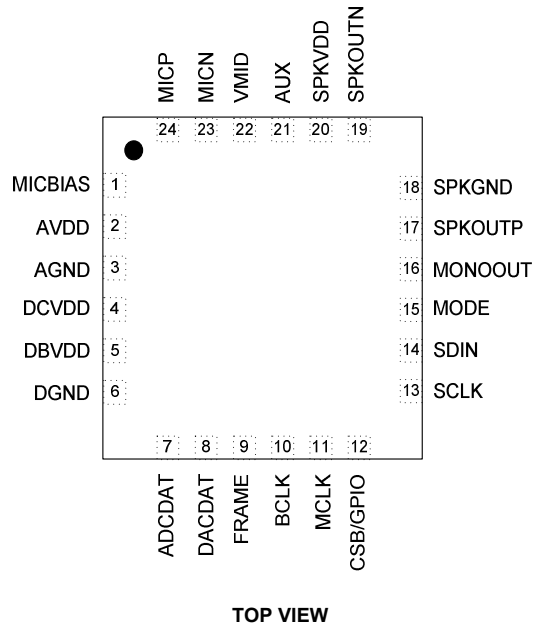 MICP
MICN
VMID
AUX
SPKVDD
SPKOUTN
24 23 22 21 20 19
MICBIAS 1 18 SPKGND
AVDD 2 17 SPKOUTP
AGND 3 16 MONOOUT
DCVDD 4 15 MODE
DBVDD 5 14 SDIN
DGND 6 13 SCLK
7 8 9 10 11 12
ADCDAT
DACDAT
FRAME
BCLK
MCLK
CSB/GPIO
TOP VIEW